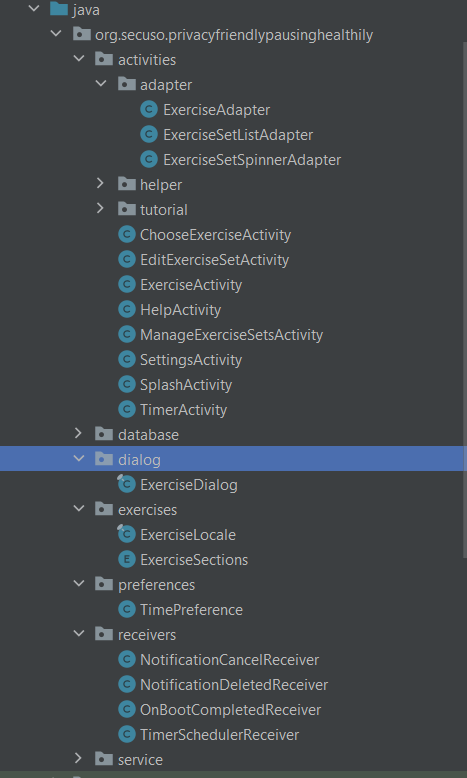 java
org.secuso.privacyfriendlypausinghealthily
activities
adapter
C ExerciseAdapter
C ExerciseSetListAdapter
C ExerciseSetSpinnerAdapter
helper
tutorial
C ChooseExerciseActivity
C EditExerciseSetActivity
C ExerciseActivity
C HelpActivity
C ManageExerciseSetsActivity
C SettingsActivity
C SplashActivity
C TimerActivity
database
dialog
C ExerciseDialog
exercises
C ExerciseLocale
E ExerciseSections
preferences
C TimePreference
receivers
C NotificationCancelReceiver
C NotificationDeletedReceiver
C OnBootCompletedReceiver
C TimerSchedulerReceiver
service